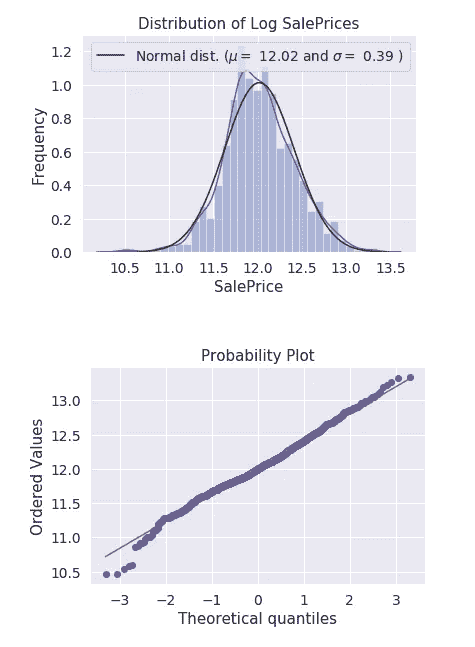 Distribution of Log SalePrices
Normal dist. (μ = 12.02 and σ = 0.39 )
1.2
1.0
0.8
0.6
0.4
0.2
0.0
Frequency
10.5 11.0 11.5 12.0 12.5 13.0 13.5
SalePrice
Probability Plot
13.0
12.5
12.0
11.5
11.0
10.5
Ordered Values
−3 −2 −1 0 1 2 3
Theoretical quantiles